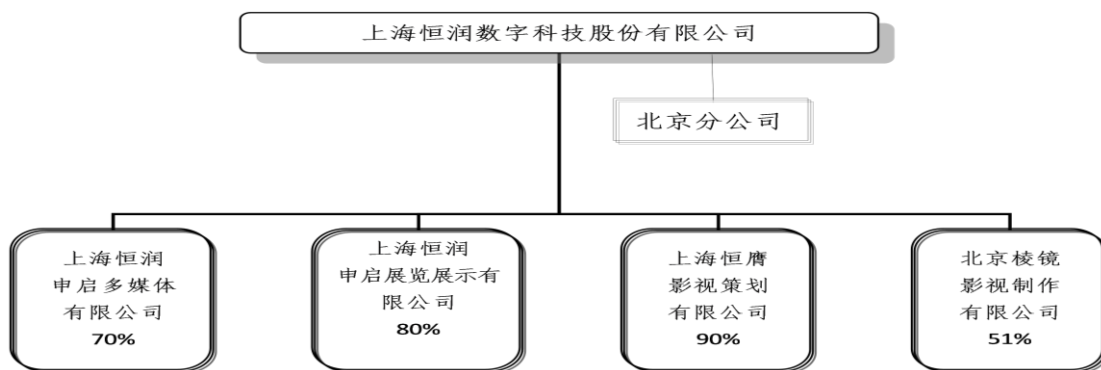 上海恒润数字科技股份有限公司
北京分公司
上海恒润
申启多媒体
有限公司
70%
上海恒润
申启展览展示有
限公司
80%
上海恒膺
影视策划
有限公司
90%
北京棱镜
影视制作
有限公司
51%